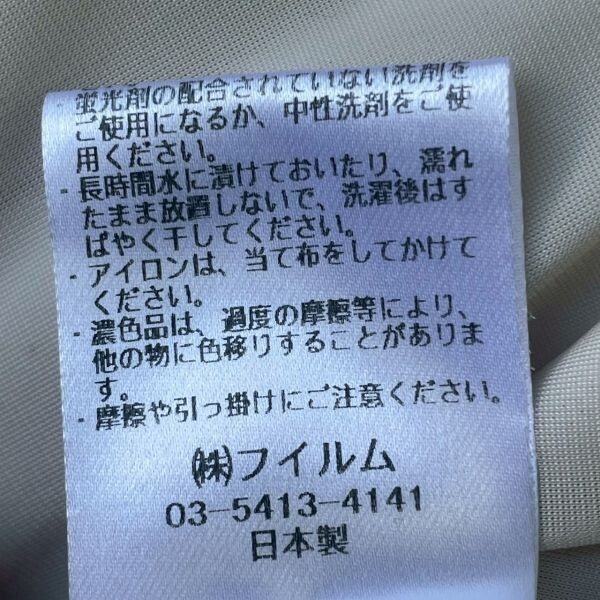 ・蛍光剤の配合されていない洗剤を
ご使用になるか、中性洗剤をご使
用ください。
・長時間水に漬けておいたり、濡れ
たまま放置しないで、洗濯後はす
ばやく干してください。
・アイロンは、当て布をしてかけて
ください。
・濃色品は、過度の摩擦等により、
他の物に色移りすることがありま
す。
・摩擦や引っ掛けにご注意ください。
㈱フイルム
03-5413-4141
日本製